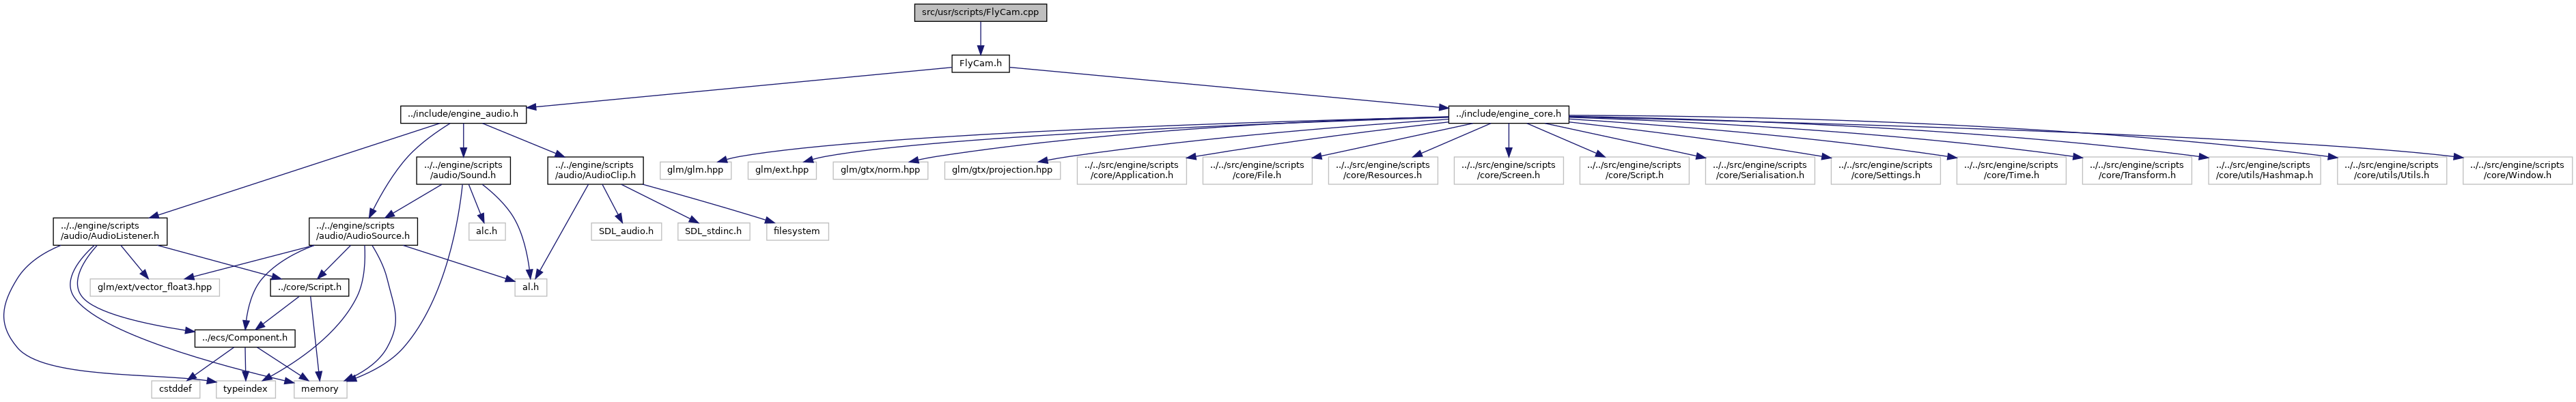 src/usr/scripts/FlyCam.cpp
FlyCam.h
../include/engine_audio.h
../include/engine_core.h
../../engine/scripts
/audio/Sound.h
../../engine/scripts
/audio/AudioClip.h
glm/glm.hpp
glm/ext.hpp
glm/gtx/norm.hpp
glm/gtx/projection.hpp
../../src/engine/scripts
/core/Application.h
../../src/engine/scripts
/core/File.h
../../src/engine/scripts
/core/Resources.h
../../src/engine/scripts
/core/Screen.h
../../src/engine/scripts
/core/Script.h
../../src/engine/scripts
/core/Serialisation.h
../../src/engine/scripts
/core/Settings.h
../../src/engine/scripts
/core/Time.h
../../src/engine/scripts
/core/Transform.h
../../src/engine/scripts
/core/utils/Hashmap.h
../../src/engine/scripts
/core/utils/Utils.h
../../src/engine/scripts
/core/Window.h
../../engine/scripts
/audio/AudioListener.h
../../engine/scripts
/audio/AudioSource.h
alc.h
SDL_audio.h
SDL_stdinc.h
filesystem
glm/ext/vector_float3.hpp
../core/Script.h
al.h
../ecs/Component.h
cstddef
typeindex
memory